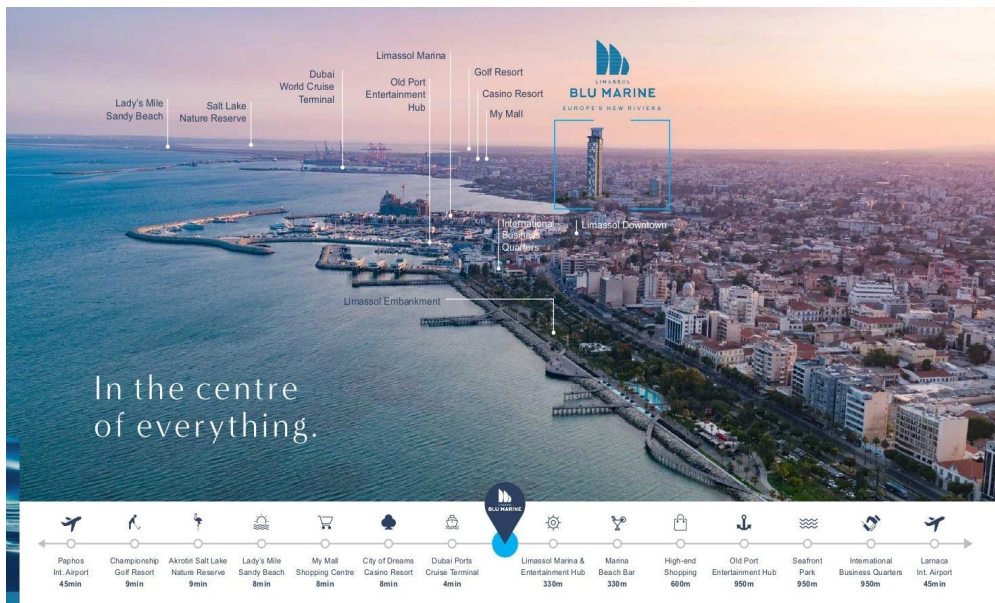 Limassol Marina
Dubai
World Cruise
Terminal
Old Port
Entertainment
Hub
Golf Resort
Casino Resort
My Mall
Lady's Mile
Sandy Beach
Salt Lake
Nature Reserve
LIMASSOL
BLU MARINE
EUROPE'S NEW RIVIERA
International
Business
Quarters
Limassol Downtown
Limassol Embankment
In the centre
of everything.
BLU MARINE
Paphos
Int. Airport
45min
Championship
Golf Resort
9min
Akrotiri Salt Lake
Nature Reserve
9min
Lady's Mile
Sandy Beach
8min
My Mall
Shopping Centre
8min
City of Dreams
Casino Resort
8min
Dubai Ports
Cruise Terminal
4min
Limassol Marina &
Entertainment Hub
330m
Marina
Beach Bar
330m
High-end
Shopping
600m
Old Port
Entertainment Hub
950m
Seafront
Park
950m
International
Business Quarters
950m
Larnaca
Int. Airport
45min